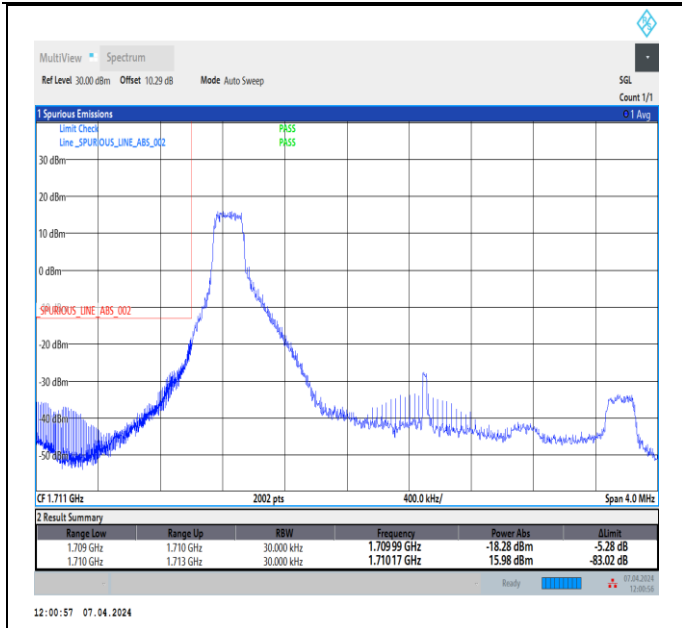 MultiView Spectrum
Ref Level 30.00 dBm Offset 10.29 dB Mode Auto Sweep SGL
Count 1/1
1 Spurious Emissions 1 Avg
Limit Check PASS
Line _SPURIOUS_LINE_ABS_002 PASS
30 dBm
20 dBm
10 dBm
0 dBm
_SPURIOUS_LINE_ABS_002
-20 dBm
-30 dBm
-40 dBm
-50 dBm
CF 1.711 GHz 2002 pts 400.0 kHz/ Span 4.0 MHz
2 Result Summary
Range Low Range Up RBW Frequency Power Abs ΔLimit
1.709 GHz 1.710 GHz 30.000 kHz 1.70999 GHz -18.28 dBm -5.28 dB
1.710 GHz 1.713 GHz 30.000 kHz 1.71017 GHz 15.98 dBm -83.02 dB
Ready 07.04.2024
12:00:56
12:00:57 07.04.2024